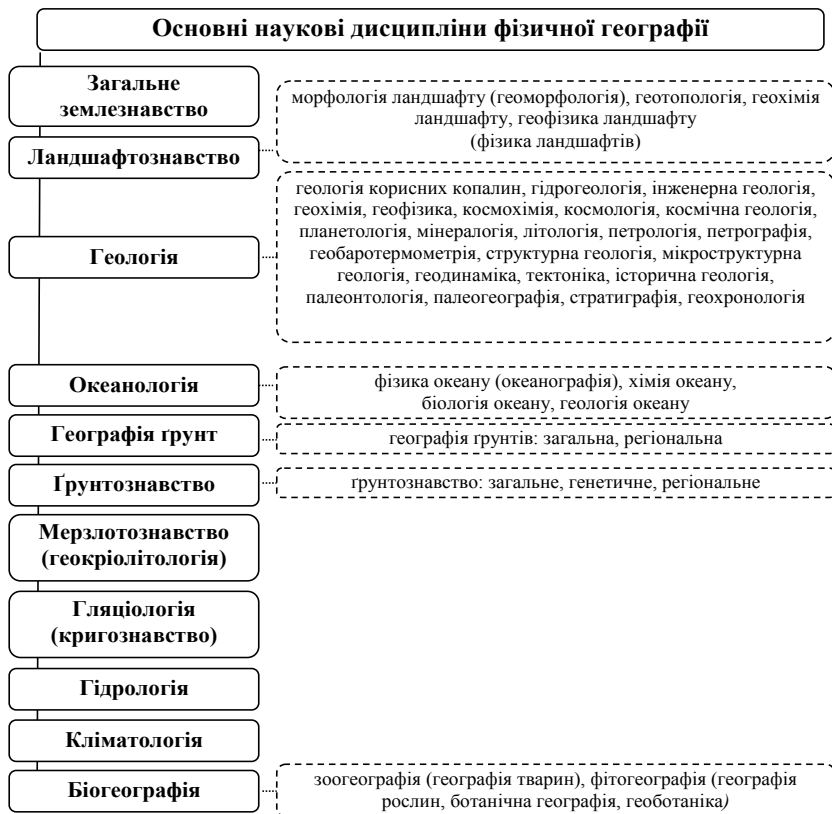 Основні наукові дисципліни фізичної географії
Загальне
землезнавство
Ландшафтознавство
морфологія ландшафту (геоморфологія), геотопологія, геохімія
ландшафту, геофізика ландшафту
(фізика ландшафтів)
Геологія
геологія корисних копалин, гідрогеологія, інженерна геологія,
геохімія, геофізика, космохімія, космологія, космічна геологія,
планетологія, мінералогія, літологія, петрологія, петрографія,
геобаротермометрія, структурна геологія, мікроструктурна
геологія, геодинаміка, тектоніка, історична геологія,
палеонтологія, палеогеографія, стратиграфія, геохронологія
Океанологія
фізика океану (океанографія), хімія океану,
біологія океану, геологія океану
Географія ґрунт
географія ґрунтів: загальна, регіональна
Ґрунтознавство
ґрунтознавство: загальне, генетичне, регіональне
Мерзлотознавство
(геокріолітологія)
Гляціологія
(кригознавство)
Гідрологія
Кліматологія
Біогеографія
зоогеографія (географія тварин), фітогеографія (географія
рослин, ботанічна географія, геоботаніка)